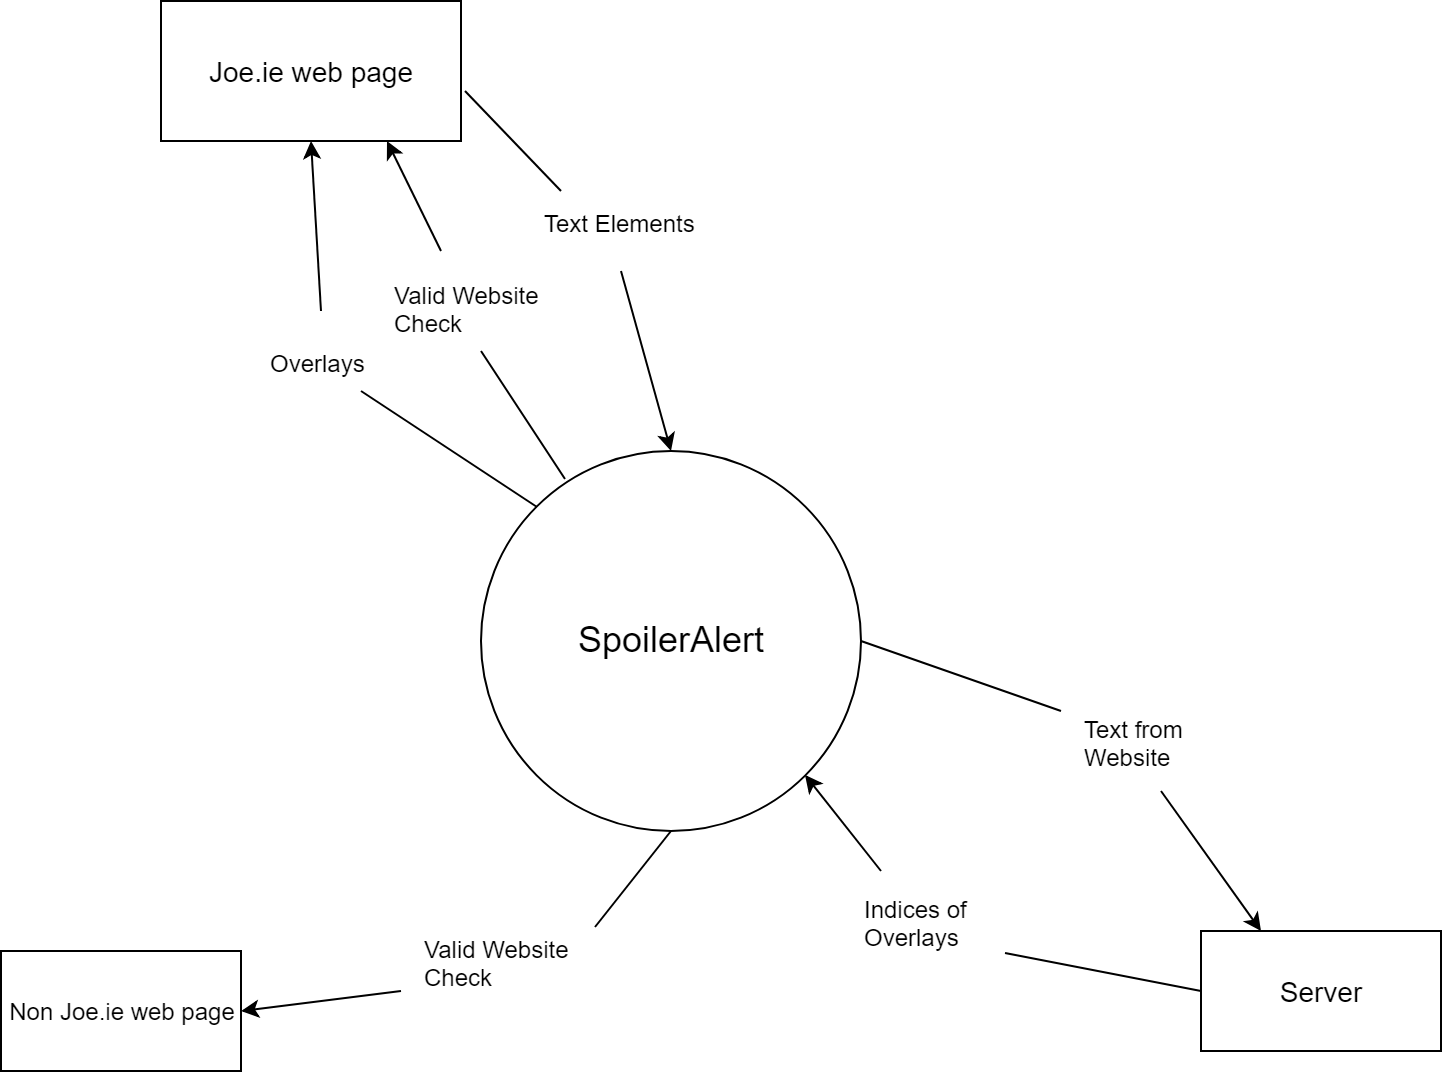 Joe.ie web page
Text Elements
Valid Website
Check
Overlays
SpoilerAlert
Text from
Website
Indices of
Overlays
Valid Website
Check
Server
Non Joe.ie web page